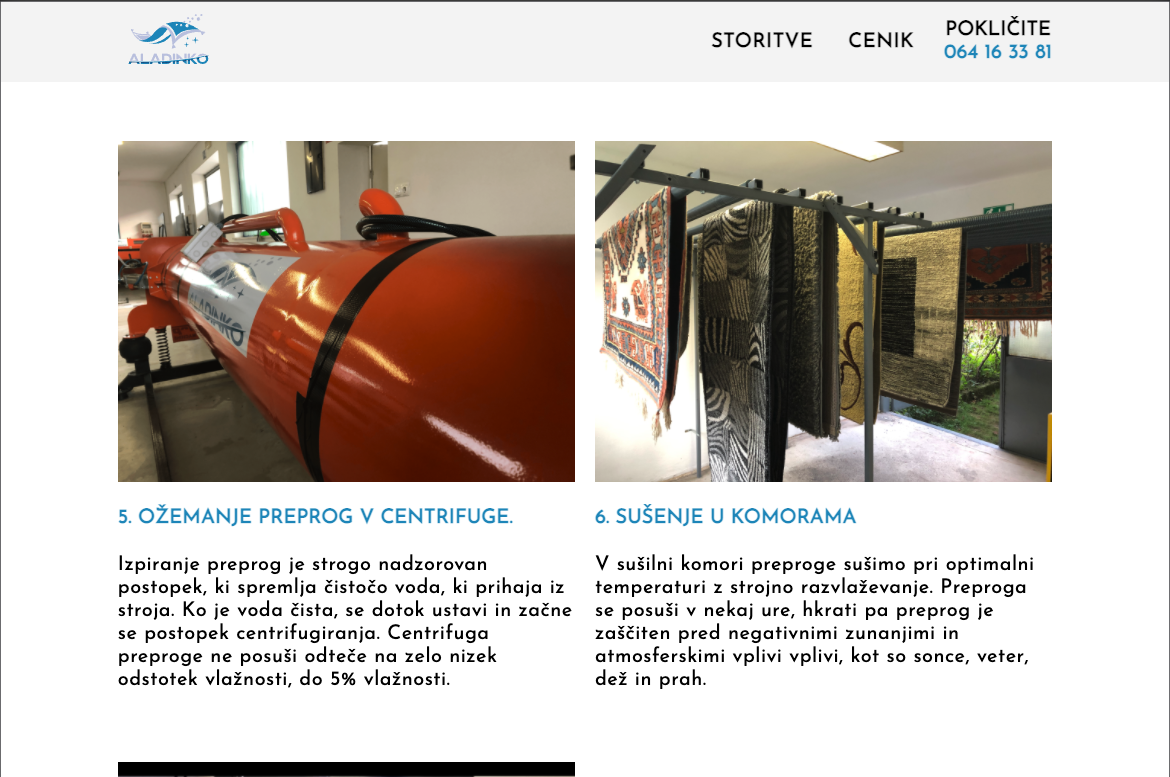 ALADINKO
STORITVE
CENIK
POKLIČITE
064 16 33 81
ALADINKO
5. OŽEMANJE PREPROG V CENTRIFUGE.
Izpiranje preprog je strogo nadzorovan
postopek, ki spremlja čistočo voda, ki prihaja iz
stroja. Ko je voda čista, se dotok ustavi in začne
se postopek centrifugiranja. Centrifuga
preproge ne posuši odteče na zelo nizek
odstotek vlažnosti, do 5% vlažnosti.
6. SUŠENJE U KOMORAMA
V sušilni komori preproge sušimo pri optimalni
temperaturi z strojno razvlaževanje. Preproga
se posuši v nekaj ure, hkrati pa preprog je
zaščiten pred negativnimi zunanjimi in
atmosferskimi vplivi vplivi, kot so sonce, veter,
dež in prah.